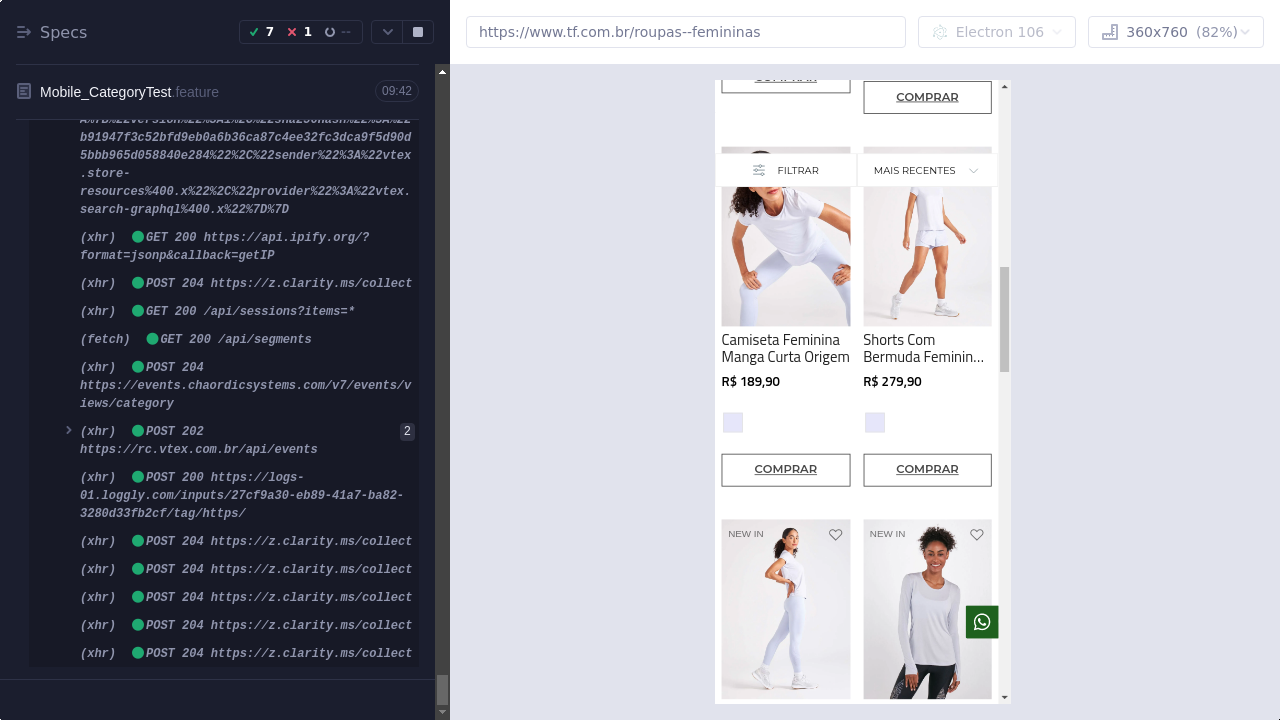 Specs
7
1
--
Mobile_CategoryTest.feature
09:42
b91947f3c52bfd9eb0a6b36ca87c4ee32fc3dca9f5d90d
5bbb965d058840e284%22%2C%22sender%22%3A%22vtex
.store-
resources%400.x%22%2C%22provider%22%3A%22vtex.
search-graphql%400.x%22%7D%7D
(xhr) GET 200 https://api.ipify.org/?
format=jsonp&callback=getIP
(xhr) POST 204 https://z.clarity.ms/collect
(xhr) GET 200 /api/sessions?items=*
(fetch) GET 200 /api/segments
(xhr) POST 204
https://events.chaordicsystems.com/v7/events/v
iews/category
(xhr) POST 202
https://rc.vtex.com.br/api/events
2
(xhr) POST 200 https://logs-
01.loggly.com/inputs/27cf9a30-eb89-41a7-ba82-
3280d33fb2cf/tag/https/
(xhr) POST 204 https://z.clarity.ms/collect
(xhr) POST 204 https://z.clarity.ms/collect
(xhr) POST 204 https://z.clarity.ms/collect
(xhr) POST 204 https://z.clarity.ms/collect
(xhr) POST 204 https://z.clarity.ms/collect
https://www.tf.com.br/roupas--femininas
Electron 106
360x760 (82%)
COMPRAR
COMPRAR
FILTRAR
MAIS RECENTES
Camiseta Feminina
Manga Curta Origem
R$ 189,90
Shorts Com
Bermuda Feminin...
R$ 279,90
COMPRAR
COMPRAR
NEW IN
NEW IN